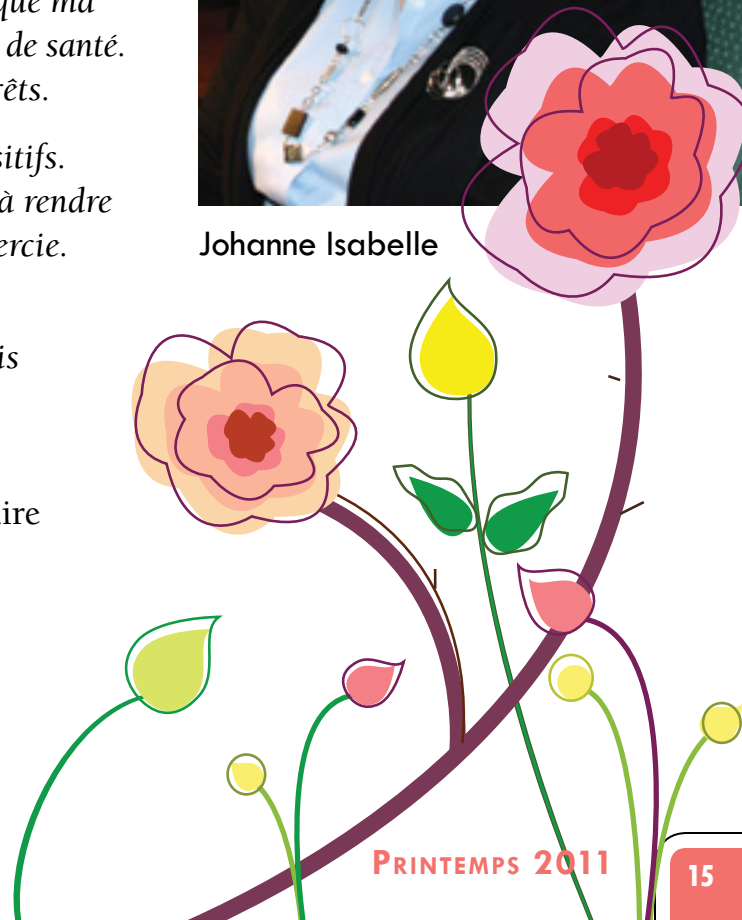 que ma
de santé.
rêts.
sitifs.
à rendre
ercie.
is
ire
Johanne Isabelle
PRINTEMPS 2011
15